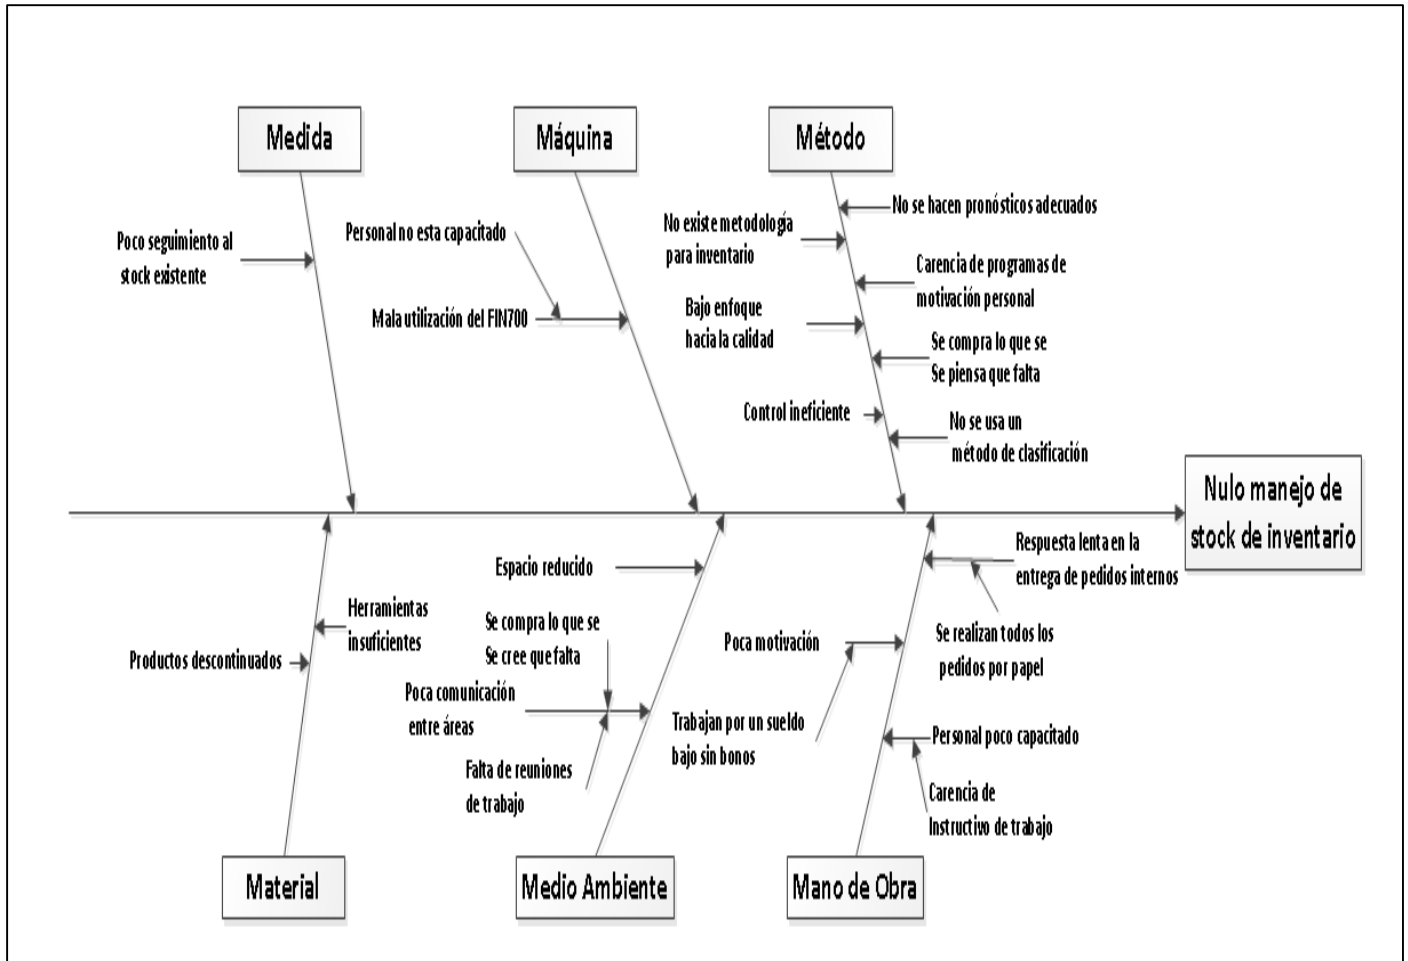 Medida
Máquina
Método
Poco seguimiento al
stock existente
Personal no esta capacitado
Mala utilización del FIN700
No se hacen pronósticos adecuados
No existe metodología
para inventario
Carencia de programas de
motivación personal
Bajo enfoque
hacia la calidad
Se compra lo que se
Se piensa que falta
Control ineficiente
No se usa un
método de clasificación
Nulo manejo de
stock de inventario
Herramientas
insuficientes
Productos descontinuados
Espacio reducido
Se compra lo que se
Se cree que falta
Poca comunicación
entre áreas
Falta de reuniones
de trabajo
Respuesta lenta en la
entrega de pedidos internos
Se realizan todos los
pedidos por papel
Poca motivación
Trabajan por un sueldo
bajo sin bonos
Personal poco capacitado
Carencia de
Instructivo de trabajo
Material
Medio Ambiente
Mano de Obra